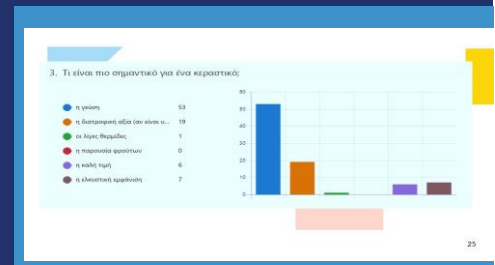 3. Τι είναι πιο σημαντικό για ένα κεραστικό;
η γεύση 53
η διατροφική αξία (αν είναι υ... 19
οι λίγες θερμίδες 1
η παρουσία φρούτων 0
η καλή τιμή 6
η ελκυστική εμφάνιση 7
60
50
40
30
20
10
0
25